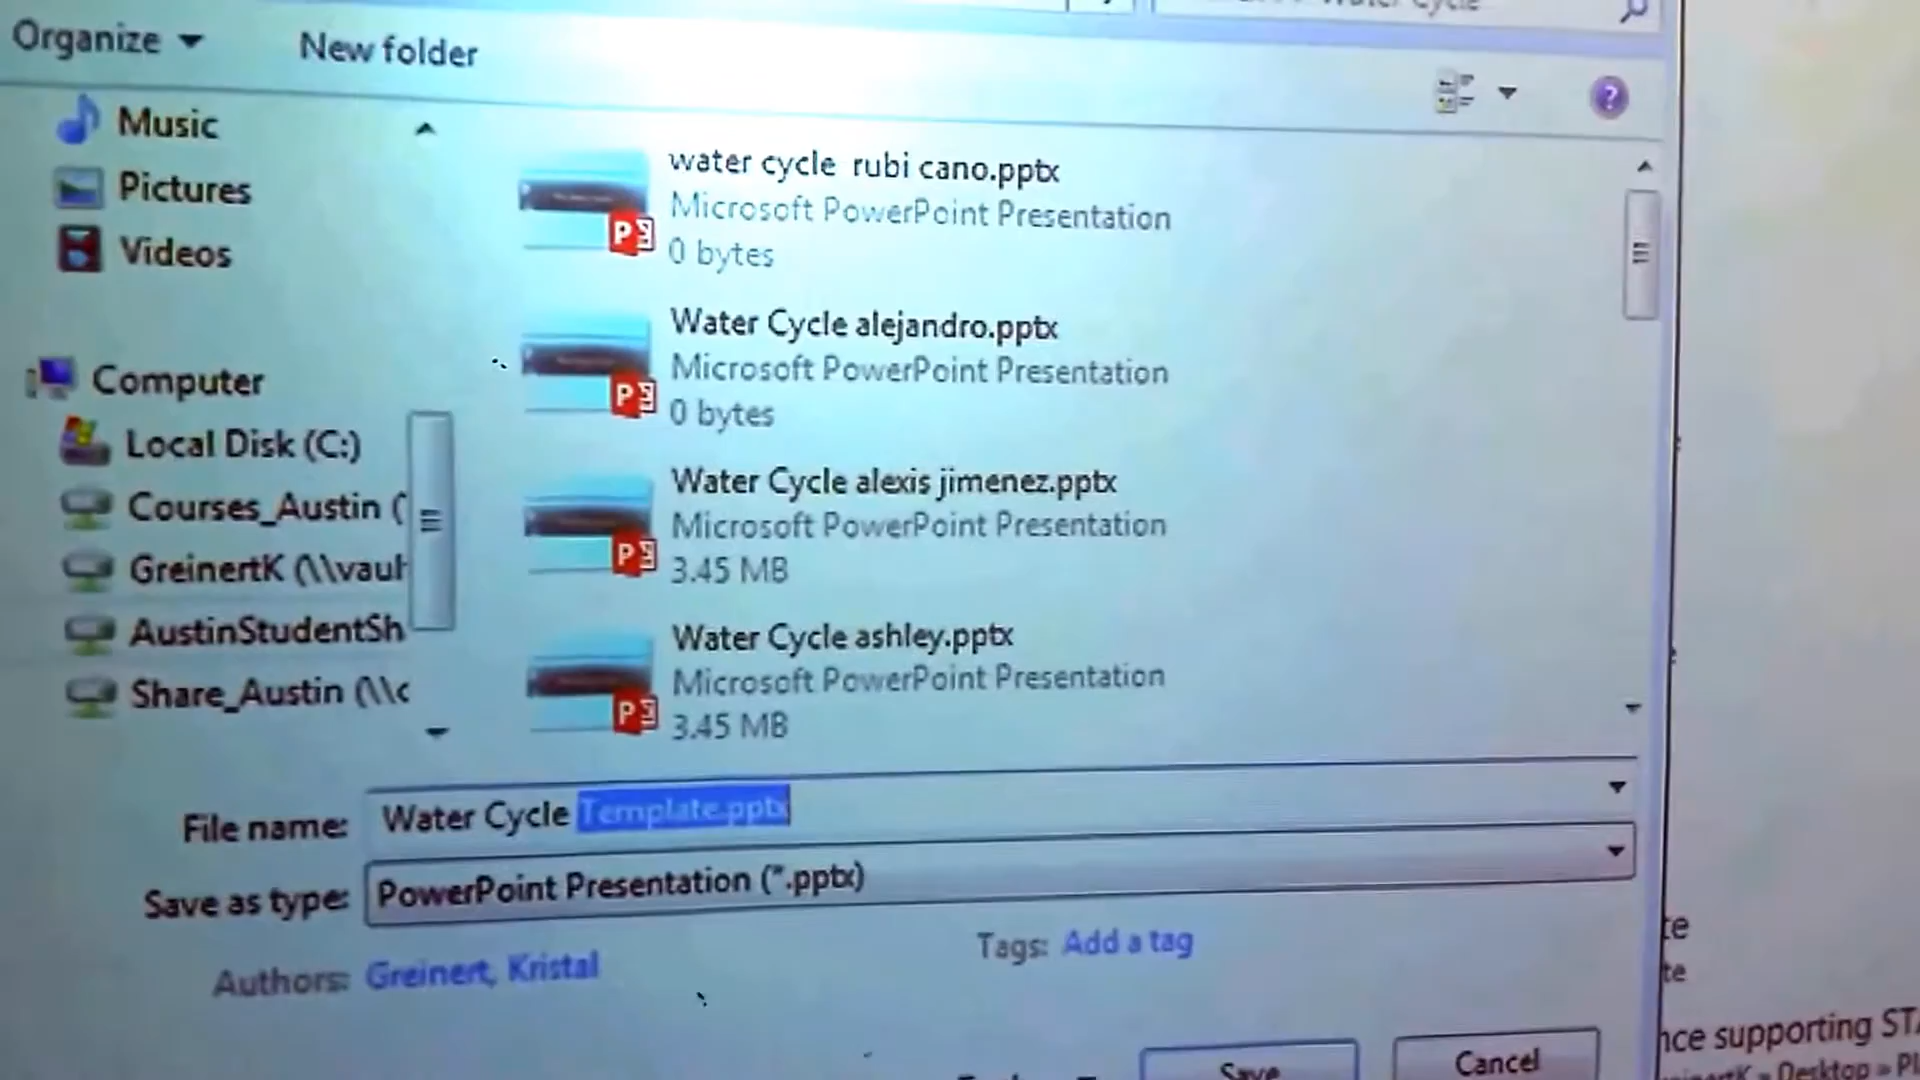 Organize
New folder
Music
Pictures
Videos
Computer
Local Disk (C:)
Courses_Austin (
GreinertK (\\vaul
AustinStudentSh
Share_Austin (\\c
water cycle rubi cano.pptx
Microsoft PowerPoint Presentation
0 bytes
Water Cycle alejandro.pptx
Microsoft PowerPoint Presentation
0 bytes
Water Cycle alexis jimenez.pptx
Microsoft PowerPoint Presentation
3.45 MB
Water Cycle ashley.pptx
Microsoft PowerPoint Presentation
3.45 MB
File name: Water Cycle Template.pptx
Save as type: PowerPoint Presentation (*.pptx)
Authors: Greinert, Kristal
Tags: Add a tag
Save
Cancel
te
te
nce supporting STA
Desktop »